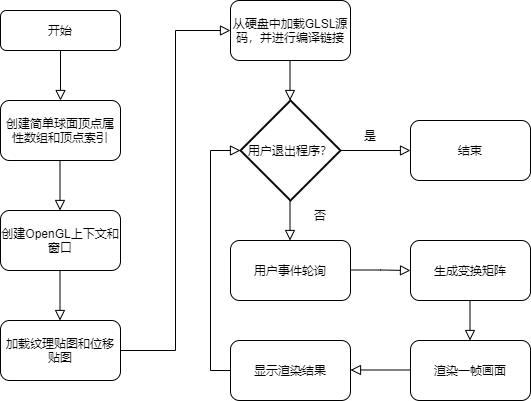 开始
创建简单球面顶点属
性数组和顶点索引
创建OpenGL上下文和
窗口
加载纹理贴图和位移
贴图
从硬盘中加载GLSL源
码，并进行编译链接
用户退出程序？
是
结束
否
用户事件轮询
生成变换矩阵
渲染一帧画面
显示渲染结果